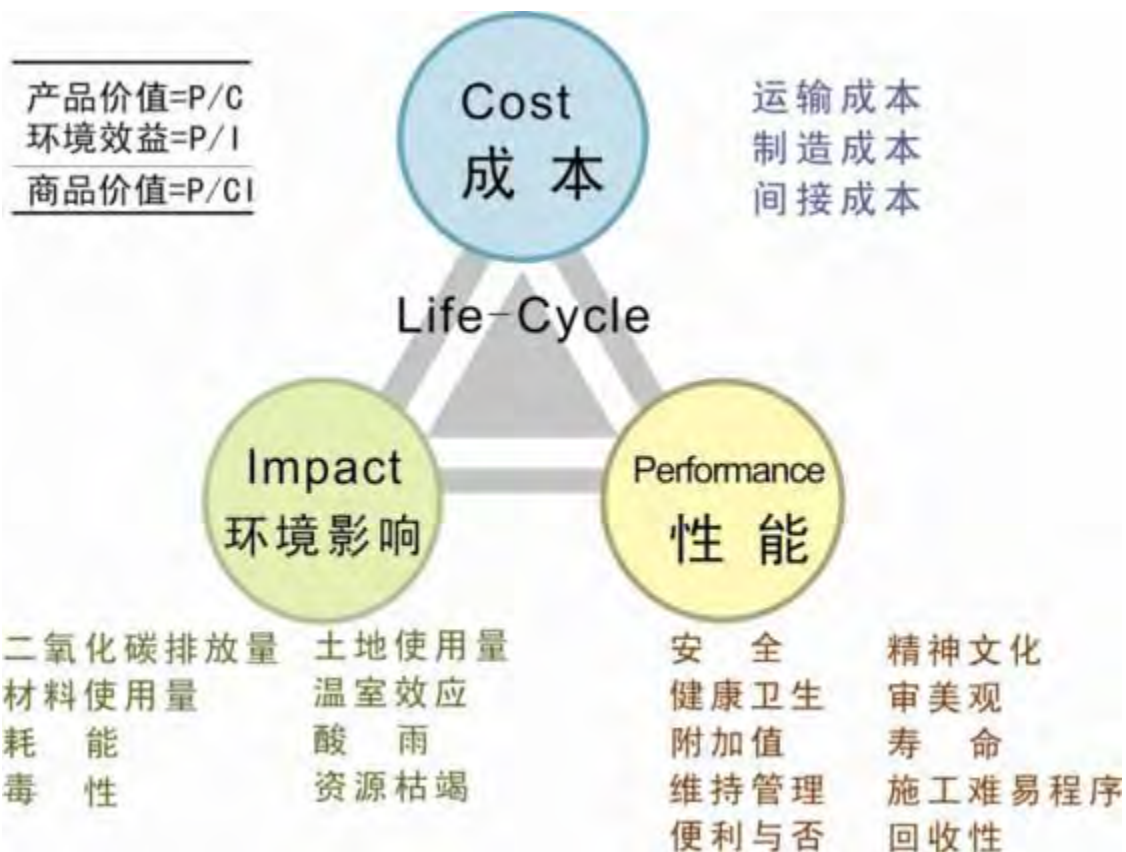 产品价值=P/C
环境效益=P/I
商品价值=P/CI
Cost
成本
运输成本
制造成本
间接成本
Life-Cycle
Impact
环境影响
Performance
性能
二氧化碳排放量
材料使用量
耗能
毒性
土地使用量
温室效应
酸雨
资源枯竭
安全
健康卫生
附加值
维持管理
便利与否
精神文化
审美观
寿命
施工难易程序
回收性